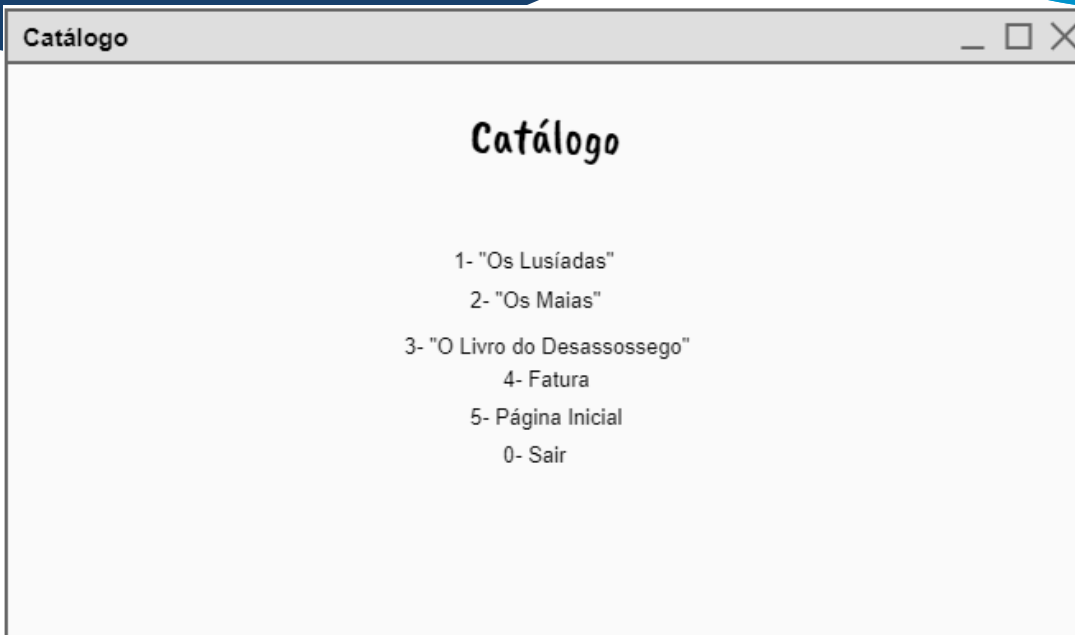 Catálogo
Catálogo
1- "Os Lusíadas"
2- "Os Maias"
3- "O Livro do Desassossego"
4- Fatura
5- Página Inicial
0- Sair